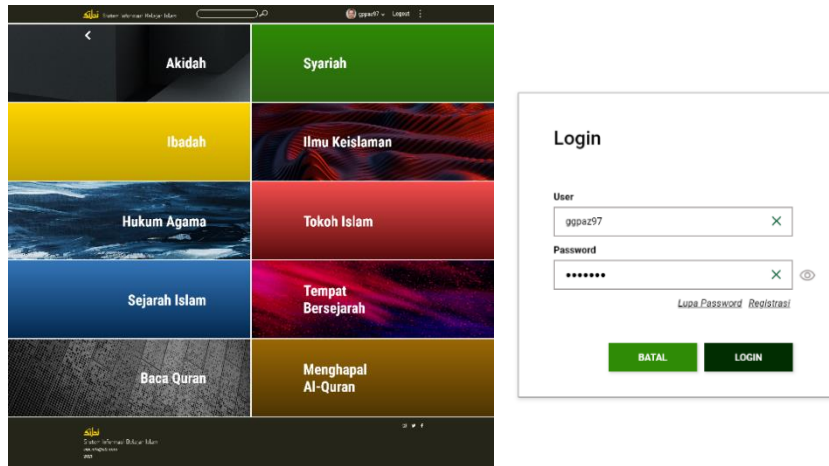 Sistem Informasi Belajar Islam
ggpaz97
Logout
Akidah
Syariah
Ibadah
Ilmu Keislaman
Hukum Agama
Tokoh Islam
Sejarah Islam
Tempat
Bersejarah
Baca Quran
Menghapal
Al-Quran
Sistem Informasi Belajar Islam
Login
User
ggpaz97
Password
Lupa Password Registrasi
BATAL LOGIN